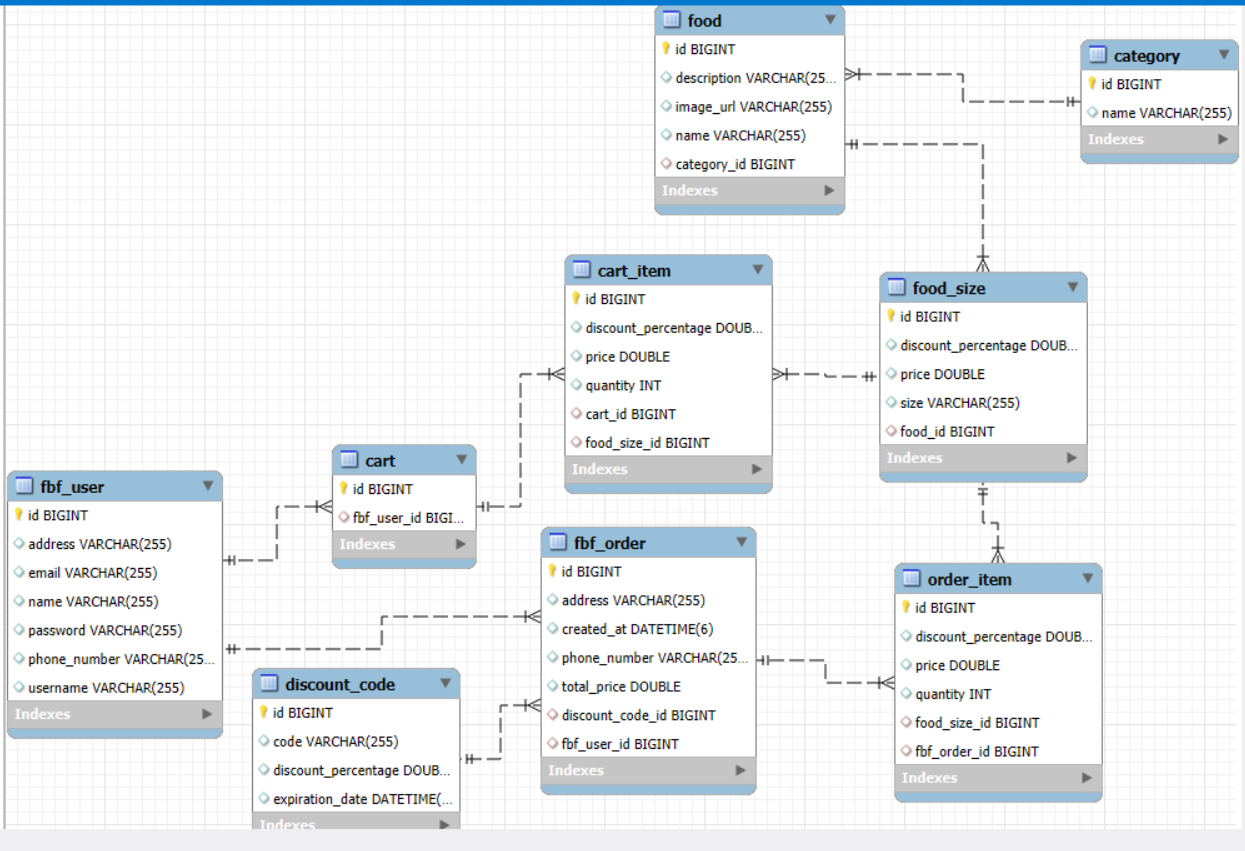 food
id BIGINT
description VARCHAR(25...
image_url VARCHAR(255)
name VARCHAR(255)
category_id BIGINT
Indexes
category
id BIGINT
name VARCHAR(255)
Indexes
cart_item
id BIGINT
discount_percentage DOUB...
price DOUBLE
quantity INT
cart_id BIGINT
food_size_id BIGINT
Indexes
food_size
id BIGINT
discount_percentage DOUB...
price DOUBLE
size VARCHAR(255)
food_id BIGINT
Indexes
cart
id BIGINT
fbf_user_id BIGI...
Indexes
fbf_user
id BIGINT
address VARCHAR(255)
email VARCHAR(255)
name VARCHAR(255)
password VARCHAR(255)
phone_number VARCHAR(25...
username VARCHAR(255)
Indexes
fbf_order
id BIGINT
address VARCHAR(255)
created_at DATETIME(6)
phone_number VARCHAR(25...
total_price DOUBLE
discount_code_id BIGINT
fbf_user_id BIGINT
Indexes
order_item
id BIGINT
discount_percentage DOUB...
price DOUBLE
quantity INT
food_size_id BIGINT
fbf_order_id BIGINT
Indexes
discount_code
id BIGINT
code VARCHAR(255)
discount_percentage DOUB...
expiration_date DATETIME(...
Indexes